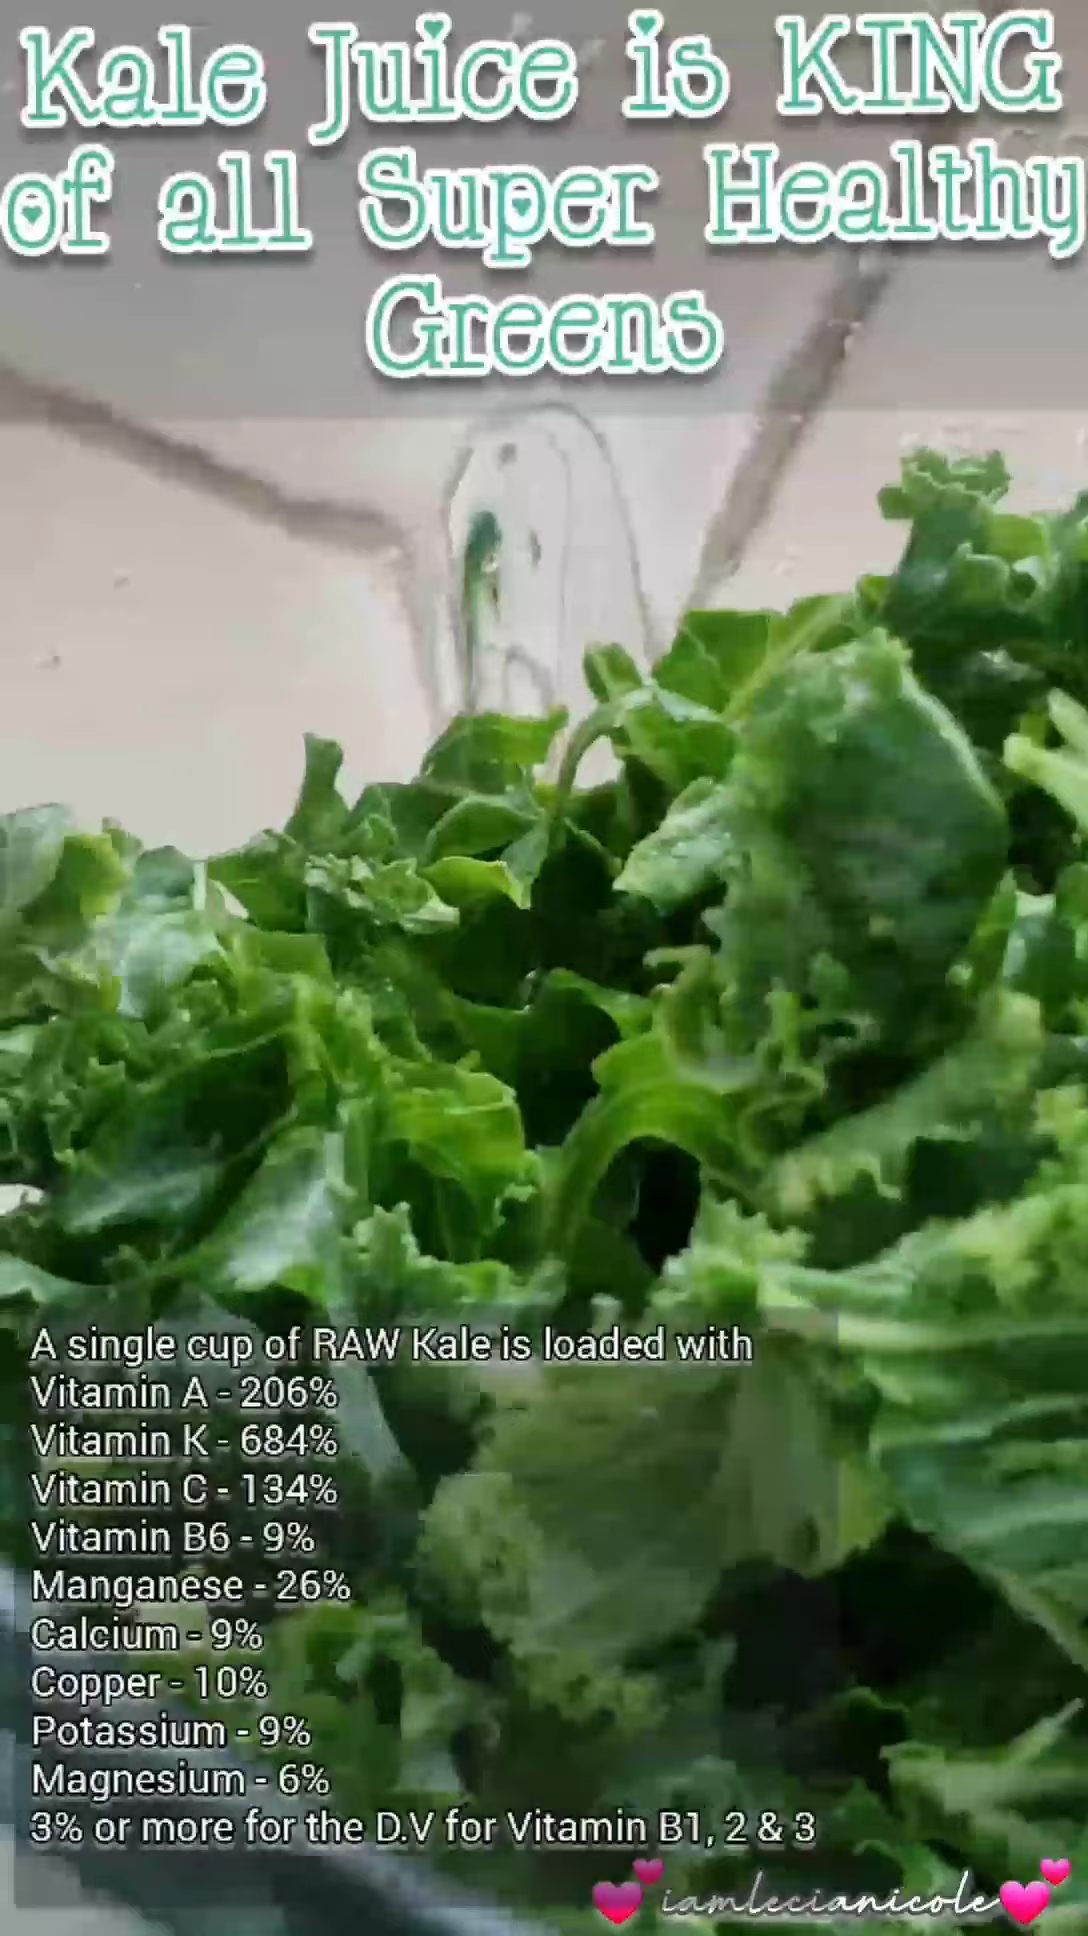 Kale Juice is KING
of all Super Healthy
Greens
A single cup of RAW Kale is loaded with
Vitamin A - 206%
Vitamin K - 684%
Vitamin C - 134%
Vitamin B6 - 9%
Manganese - 26%
Calcium - 9%
Copper - 10%
Potassium - 9%
Magnesium - 6%
3% or more for the D.V for Vitamin B1, 2 & 3
💕iamlecianicole💕